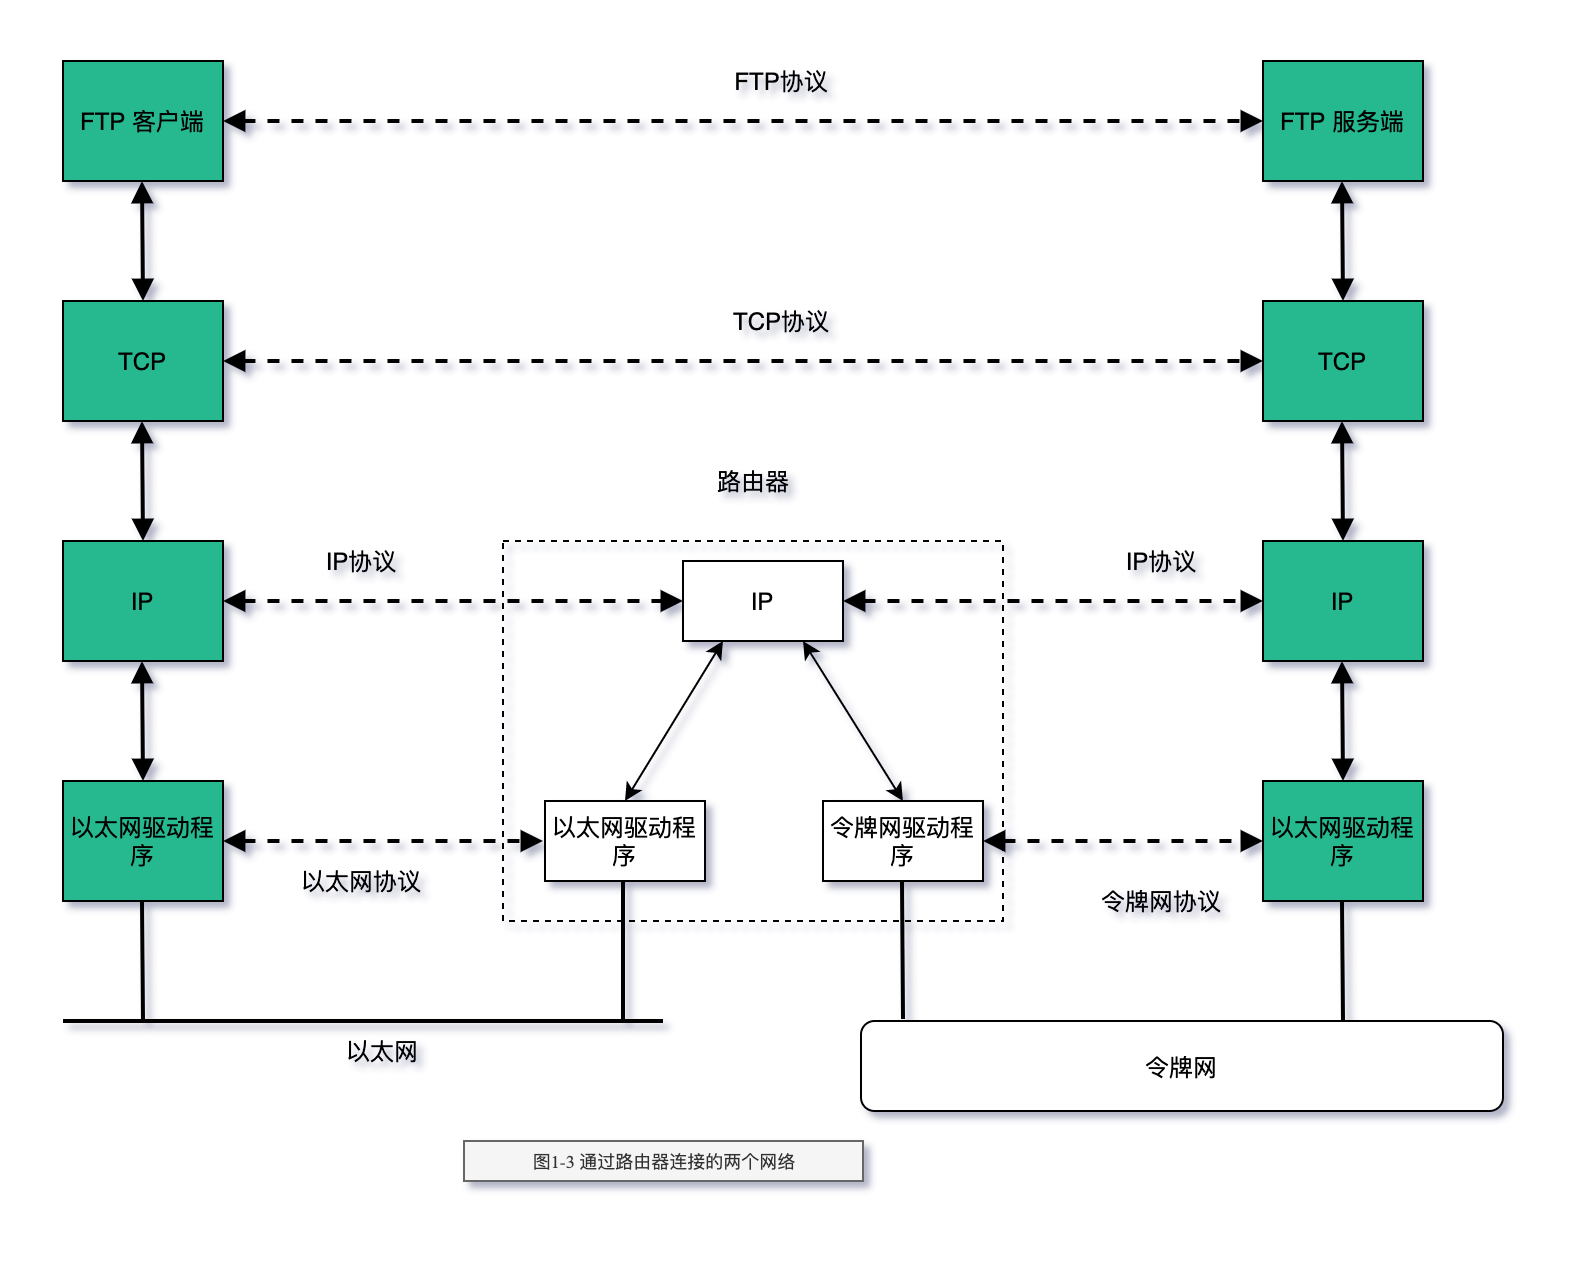 FTP协议
FTP 客户端
FTP 服务端
TCP协议
TCP
TCP
路由器
IP协议
IP协议
IP
IP
IP
以太网驱动程
序
以太网驱动程
序
令牌网驱动程
序
以太网驱动程
序
以太网协议
令牌网协议
以太网
令牌网
图1-3 通过路由器连接的两个网络